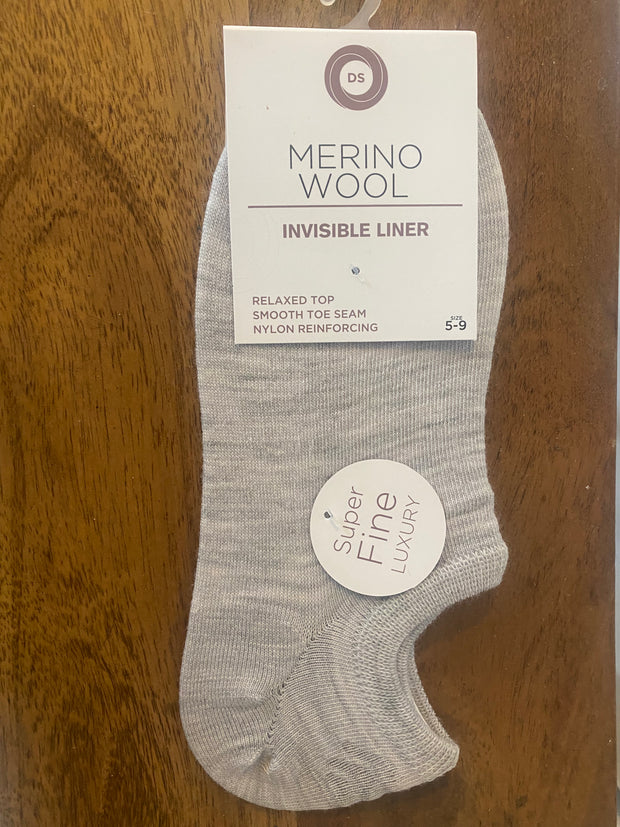 DS
MERINO
WOOL
INVISIBLE LINER
RELAXED TOP
SMOOTH TOE SEAM
NYLON REINFORCING
SIZE
5-9
Super
Fine
LUXURY